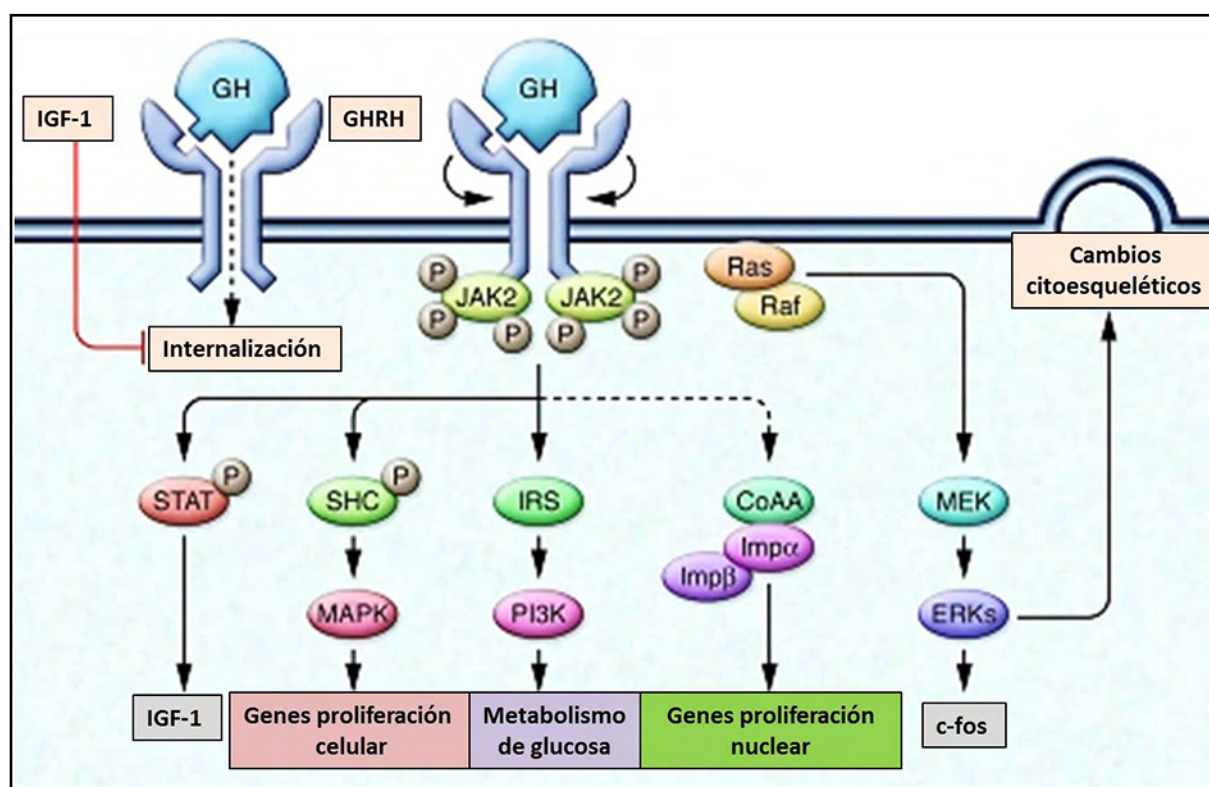 GH
GH
IGF-1
GHRH
P
P
JAK2
JAK2
P
P
P
P
Ras
Raf
Cambios
citoesqueléticos
Internalización
P
STAT
P
SHC
IRS
CoAA
Impα
Impβ
MEK
MAPK
PI3K
ERKs
IGF-1
Genes proliferación
celular
Metabolismo
de glucosa
Genes proliferación
nuclear
c-fos